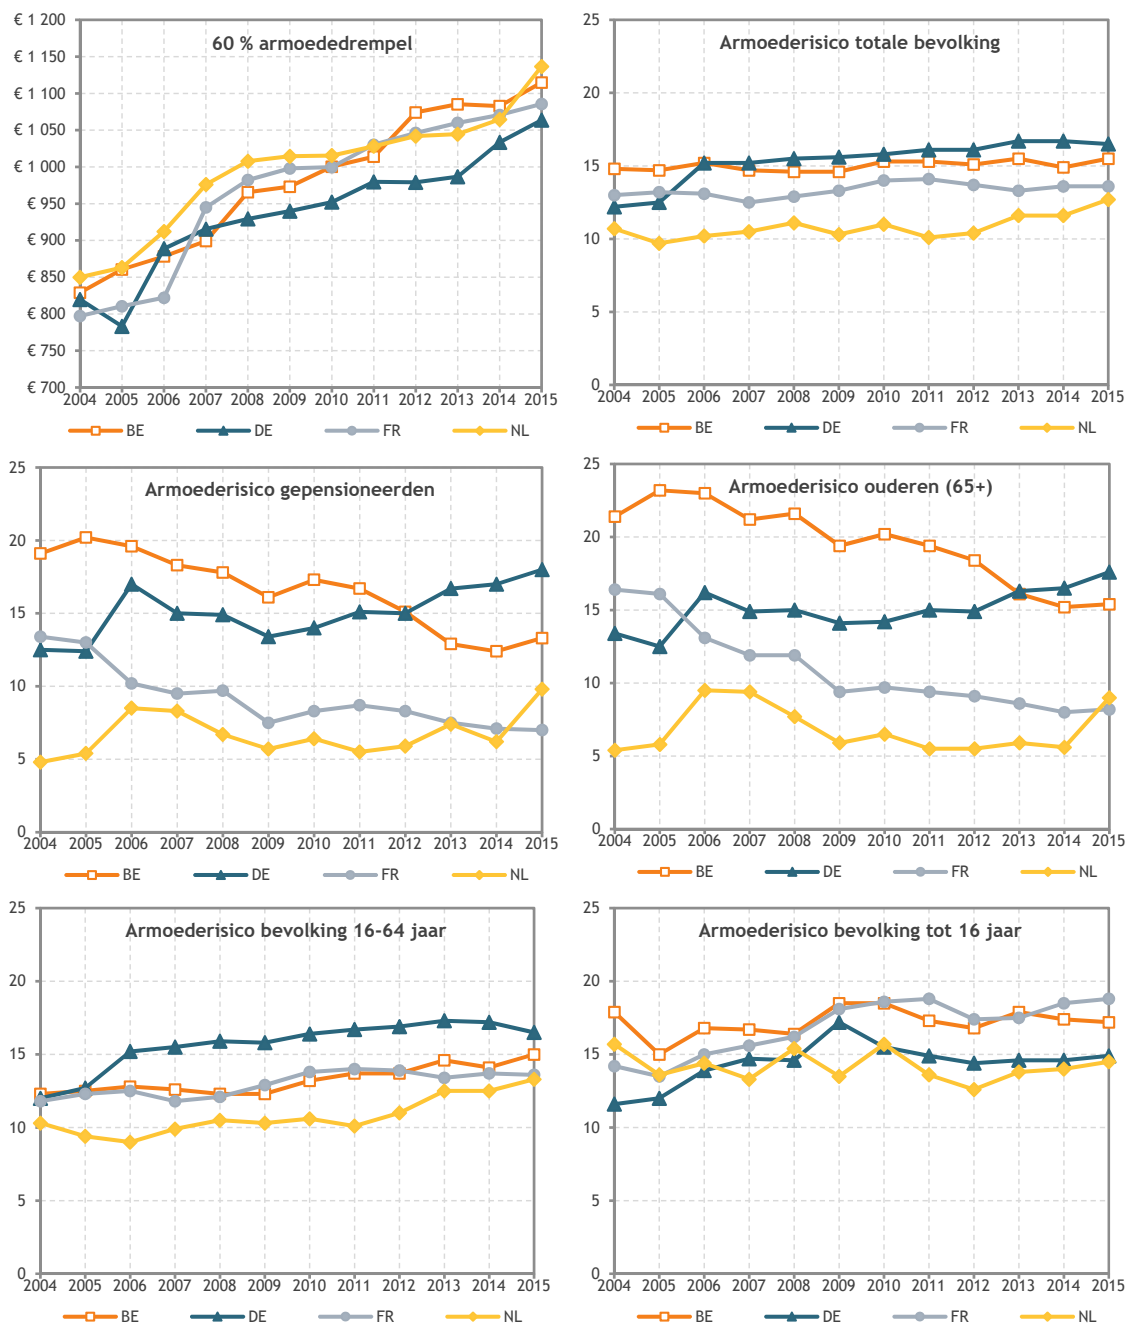 60 % armoededrempel
€ 1 200
€ 1 150
€ 1 100
€ 1 050
€ 1 000
€ 950
€ 900
€ 850
€ 800
€ 750
€ 700
2004 2005 2006 2007 2008 2009 2010 2011 2012 2013 2014 2015
BE DE FR NL
Armoederisico totale bevolking
25
20
15
10
5
0
2004 2005 2006 2007 2008 2009 2010 2011 2012 2013 2014 2015
BE DE FR NL
Armoederisico gepensioneerden
25
20
15
10
5
0
2004 2005 2006 2007 2008 2009 2010 2011 2012 2013 2014 2015
BE DE FR NL
Armoederisico ouderen (65+)
25
20
15
10
5
0
2004 2005 2006 2007 2008 2009 2010 2011 2012 2013 2014 2015
BE DE FR NL
Armoederisico bevolking 16-64 jaar
25
20
15
10
5
0
2004 2005 2006 2007 2008 2009 2010 2011 2012 2013 2014 2015
BE DE FR NL
Armoederisico bevolking tot 16 jaar
25
20
15
10
5
0
2004 2005 2006 2007 2008 2009 2010 2011 2012 2013 2014 2015
BE DE FR NL